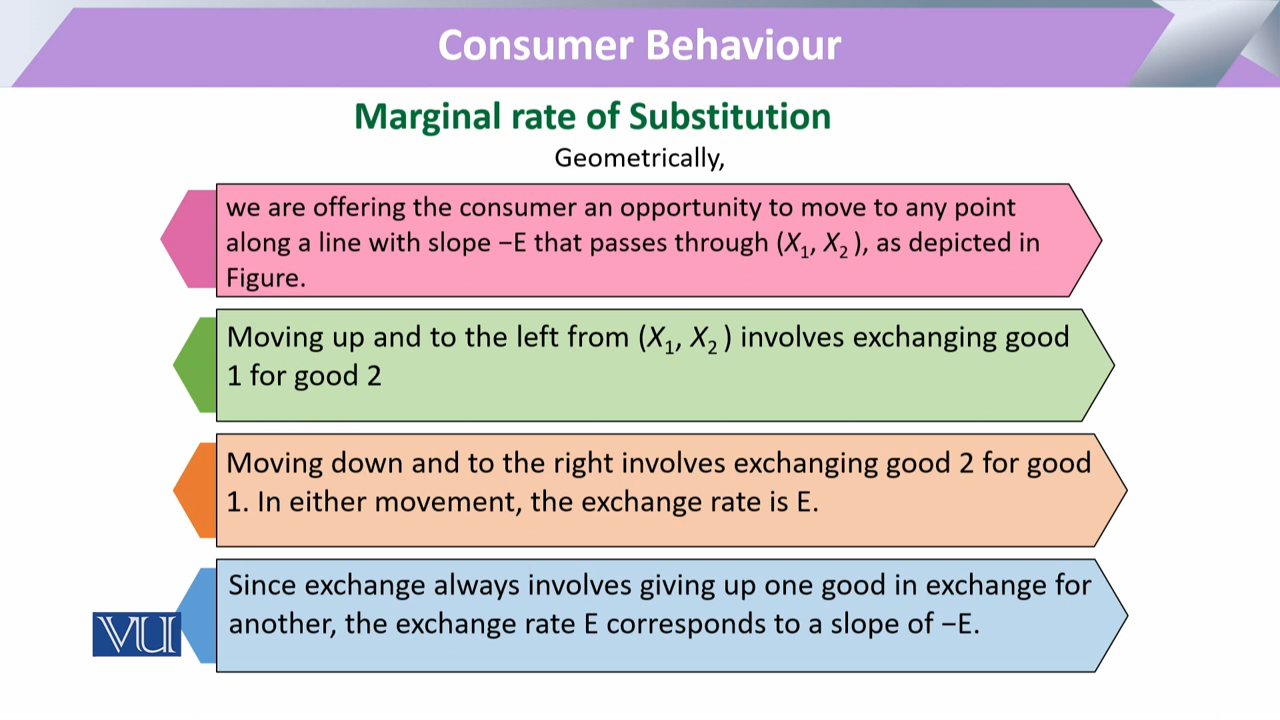 Consumer Behaviour
Marginal rate of Substitution
Geometrically,
we are offering the consumer an opportunity to move to any point
along a line with slope −E that passes through (X₁, X₂ ), as depicted in
Figure.
Moving up and to the left from (X₁, X₂ ) involves exchanging good
1 for good 2
Moving down and to the right involves exchanging good 2 for good
1. In either movement, the exchange rate is E.
Since exchange always involves giving up one good in exchange for
another, the exchange rate E corresponds to a slope of −E.
VU